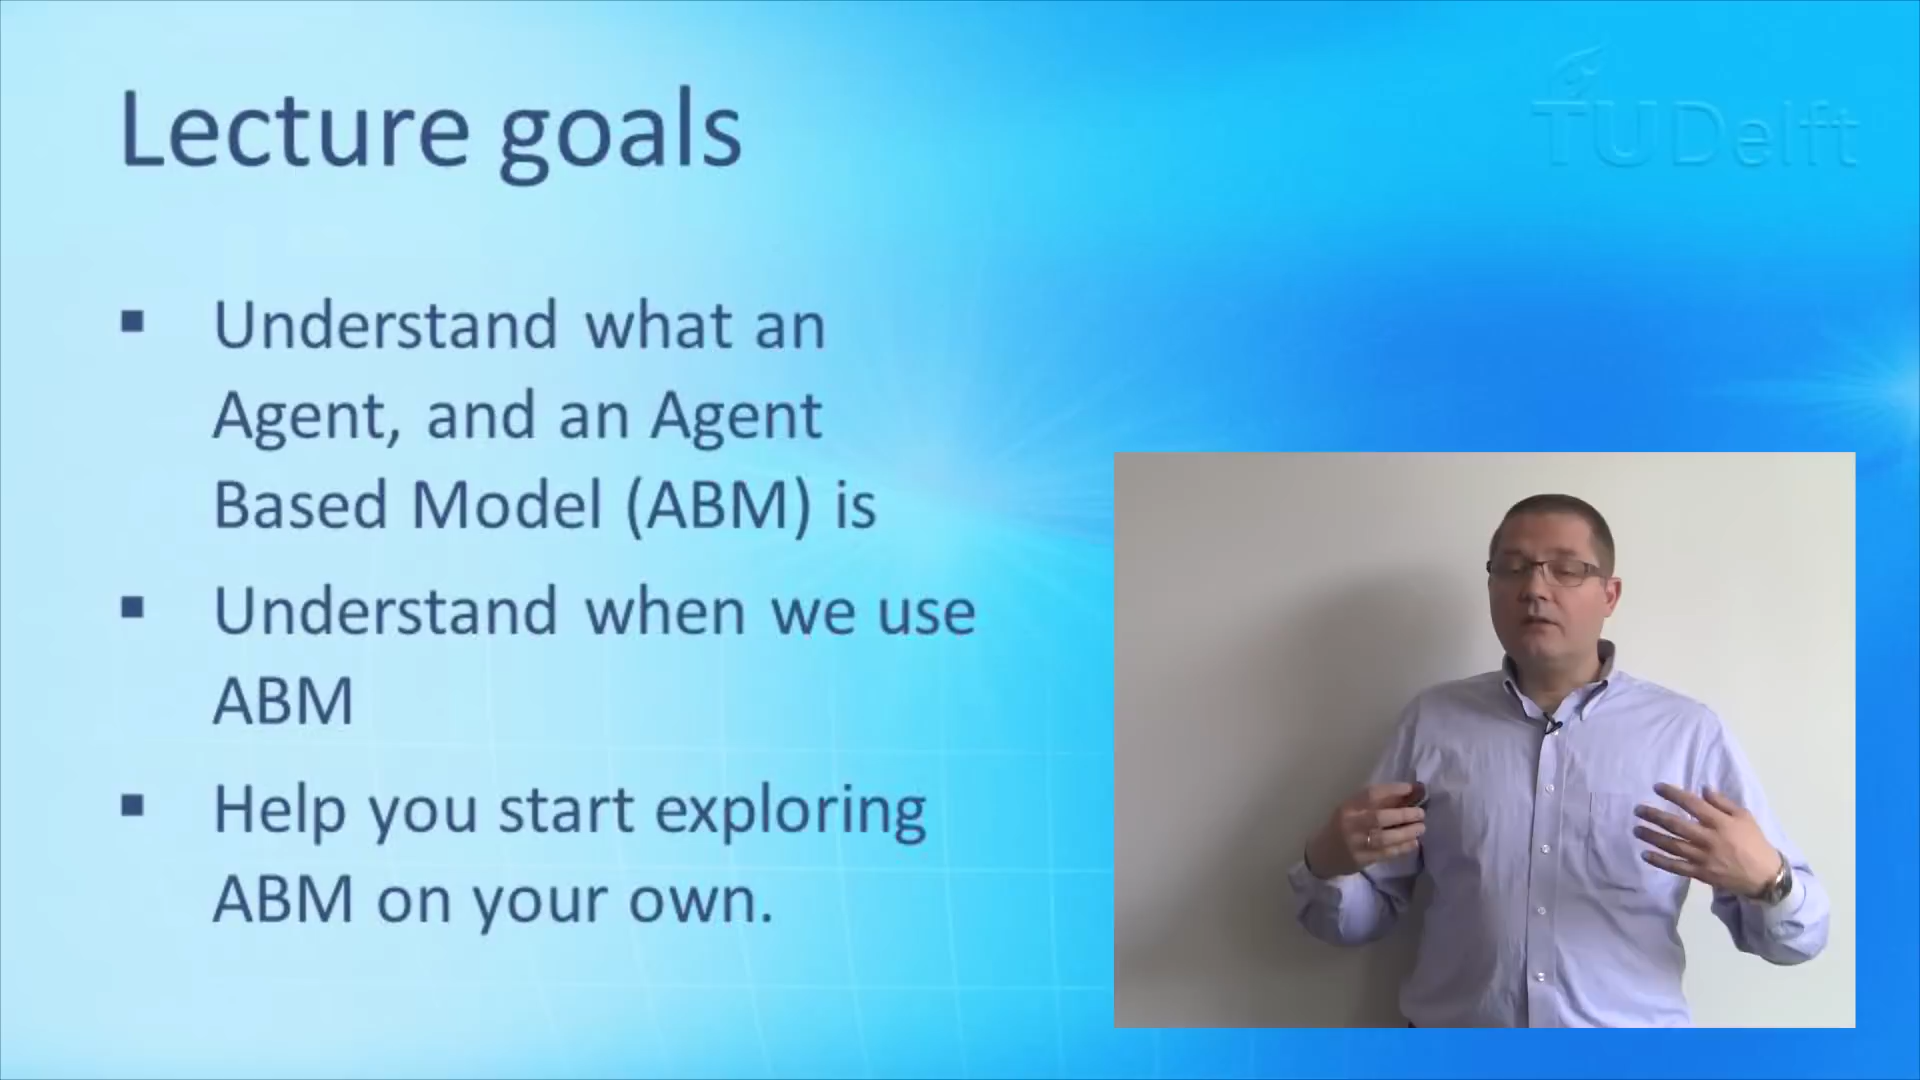 Lecture goals
TUDelft
▪ Understand what an
Agent, and an Agent
Based Model (ABM) is
▪ Understand when we use
ABM
▪ Help you start exploring
ABM on your own.